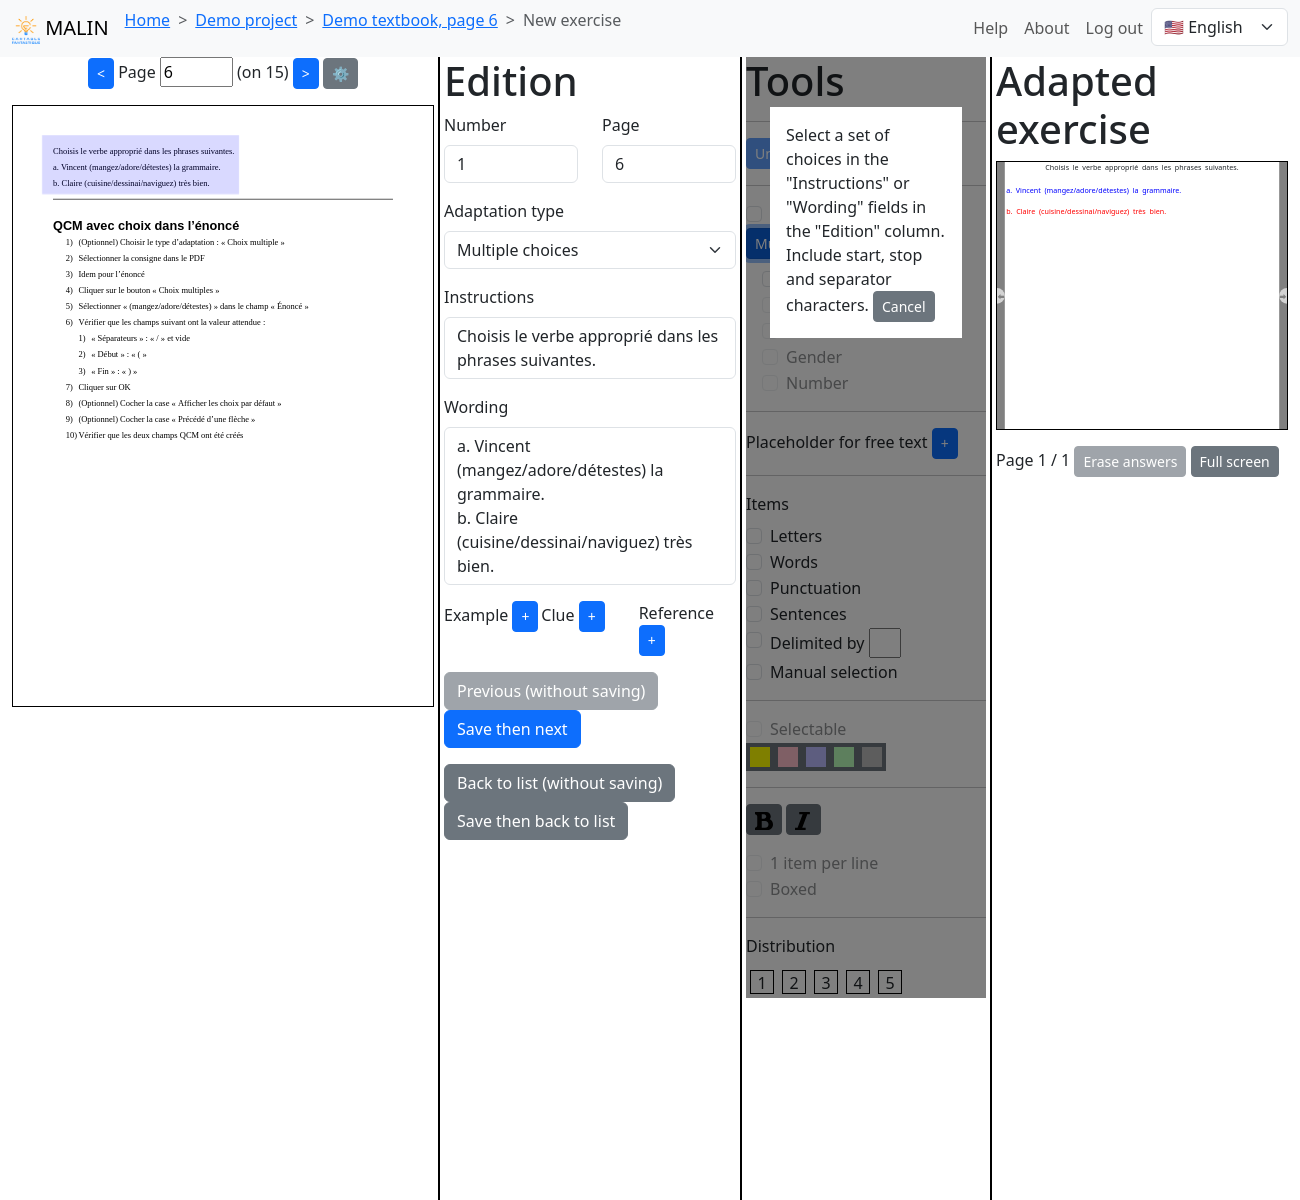 MALIN
Home > Demo project > Demo textbook, page 6 > New exercise
Help About Log out 🇺🇸 English
< Page 6 (on 15) > ⚙️
Choisis le verbe approprié dans les phrases suivantes.
a. Vincent (mangez/adore/détestes) la grammaire.
b. Claire (cuisine/dessinai/naviguez) très bien.
QCM avec choix dans l’énoncé
1) (Optionnel) Choisir le type d’adaptation : « Choix multiple »
2) Sélectionner la consigne dans le PDF
3) Idem pour l’énoncé
4) Cliquer sur le bouton « Choix multiples »
5) Sélectionner « (mangez/adore/détestes) » dans le champ « Énoncé »
6) Vérifier que les champs suivant ont la valeur attendue :
1) « Séparateurs » : « / » et vide
2) « Début » : « ( »
3) « Fin » : « ) »
7) Cliquer sur OK
8) (Optionnel) Cocher la case « Afficher les choix par défaut »
9) (Optionnel) Cocher la case « Précédé d’une flèche »
10) Vérifier que les deux champs QCM ont été créés
Edition
Number Page
1 6
Adaptation type
Multiple choices
Instructions
Choisis le verbe approprié dans les
phrases suivantes.
Wording
a. Vincent
(mangez/adore/détestes) la
grammaire.
b. Claire
(cuisine/dessinai/naviguez) très
bien.
Example + Clue + Reference
+
Previous (without saving)
Save then next
Back to list (without saving)
Save then back to list
Tools
Select a set of
choices in the
"Instructions" or
"Wording" fields in
the "Edition" column.
Include start, stop
and separator
characters. Cancel
Gender
Number
Placeholder for free text +
Items
Letters
Words
Punctuation
Sentences
Delimited by
Manual selection
Selectable
B I
1 item per line
Boxed
Distribution
1 2 3 4 5
Adapted
exercise
Choisis le verbe approprié dans les phrases suivantes.
a. Vincent (mangez/adore/détestes) la grammaire.
b. Claire (cuisine/dessinai/naviguez) très bien.
Page 1 / 1 Erase answers Full screen